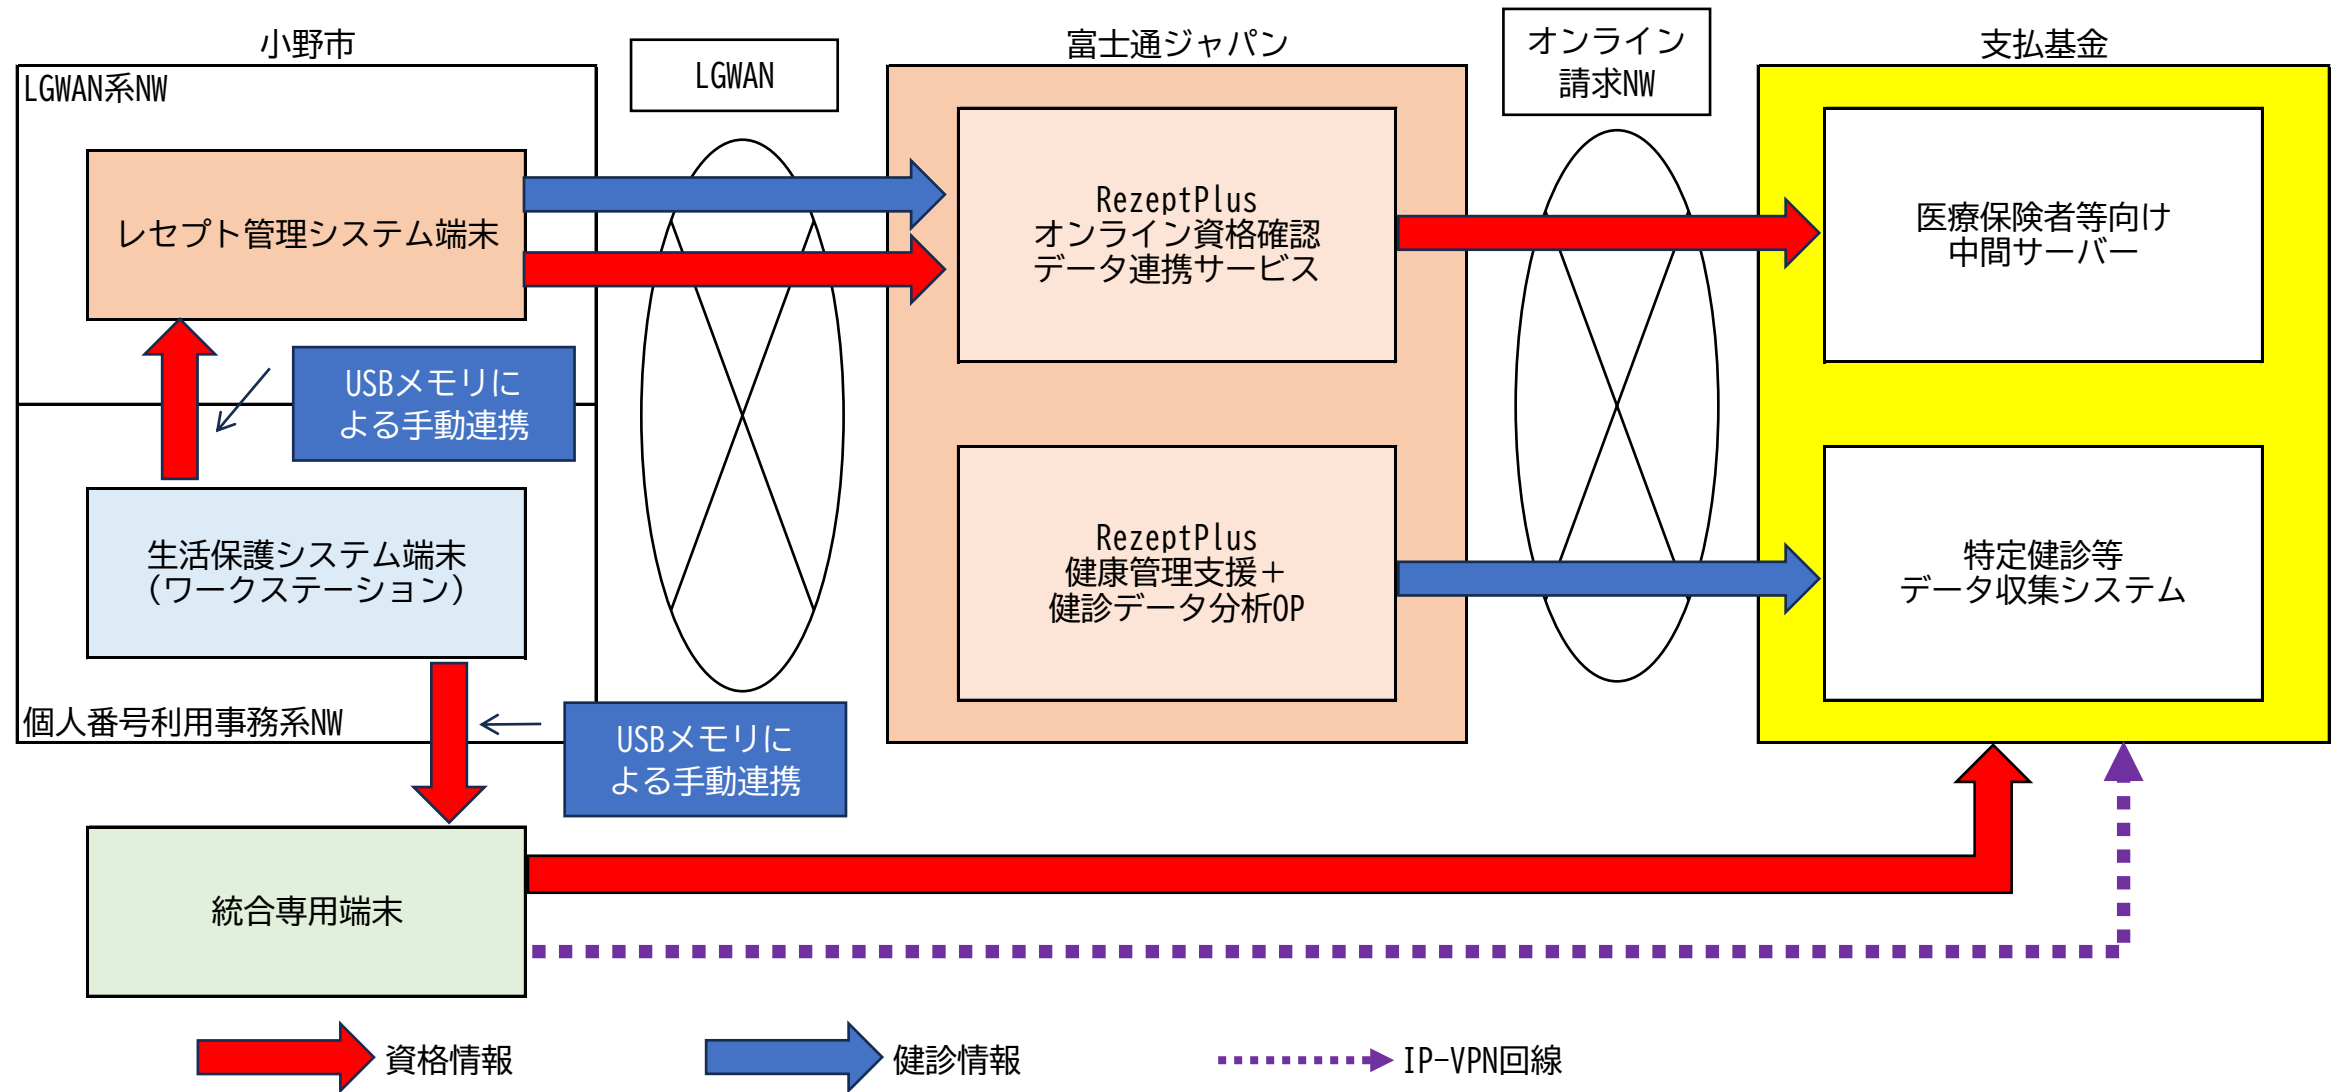 小野市
LGWAN系NW
レセプト管理システム端末
USBメモリに
よる手動連携
生活保護システム端末
(ワークステーション)
個人番号利用事務系NW
USBメモリに
よる手動連携
統合専用端末
LGWAN
富士通ジャパン
RezeptPlus
オンライン資格確認
データ連携サービス
RezeptPlus
健康管理支援＋
健診データ分析OP
オンライン
請求NW
支払基金
医療保険者等向け
中間サーバー
特定健診等
データ収集システム
資格情報
健診情報
IP-VPN回線